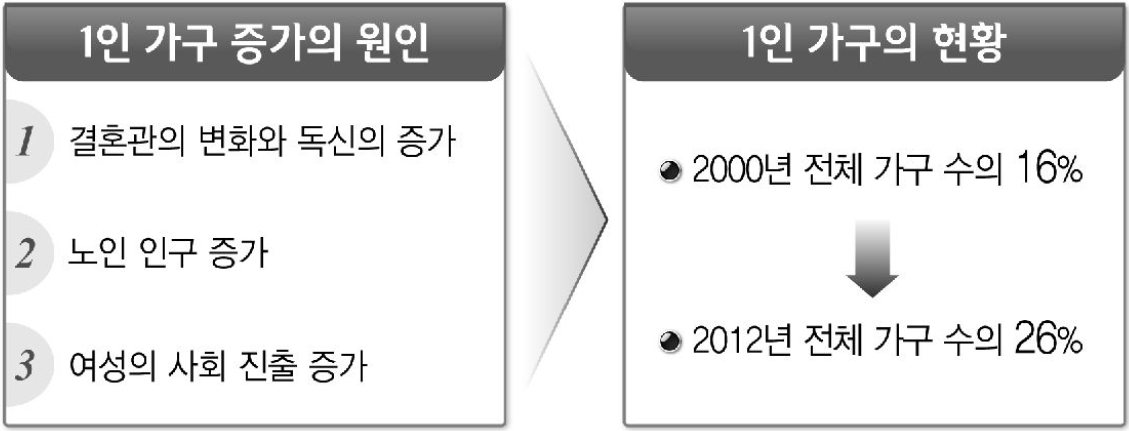 1인 가구 증가의 원인
1 결혼관의 변화와 독신의 증가
2 노인 인구 증가
3 여성의 사회 진출 증가
1인 가구의 현황
2000년 전체 가구 수의 16%
2012년 전체 가구 수의 26%